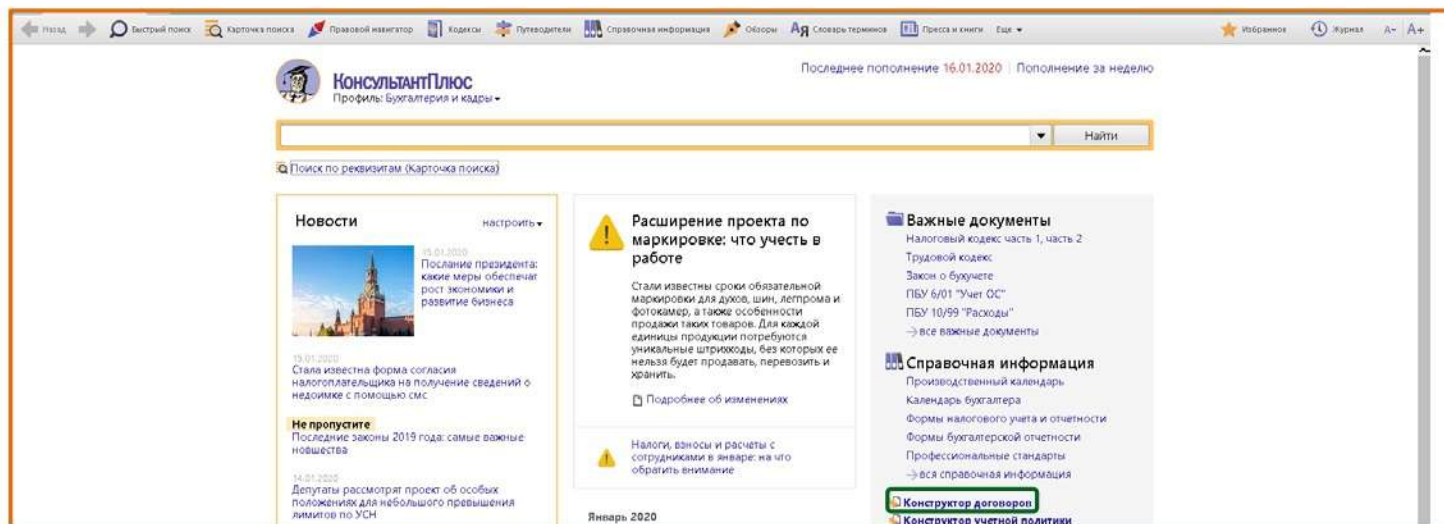 Назад Быстрый поиск Карточка поиска Правовой навигатор Кодексы Путеводители Справочная информация Обзоры Словарь терминов Пресса и книги Еще Избранное Журнал А- А+
Последнее пополнение 16.01.2020 | Пополнение за неделю
КонсультантПлюс
Профиль: Бухгалтерия и кадры
Найти
Поиск по реквизитам (Карточка поиска)
Новости настроить
15.01.2020
Послание президента:
какие меры обеспечат
рост экономики и
развитие бизнеса
15.01.2020
Стала известна форма согласия
налогоплательщика на получение сведений о
недоимке с помощью смс
Не пропустите
Последние законы 2019 года: самые важные
новшества
14.01.2020
Депутаты рассмотрят проект об особых
положениях для небольшого превышения
лимитов по УСН
Расширение проекта по
маркировке: что учесть в
работе
Стали известны сроки обязательной
маркировки для духов, шин, легпрома и
фотокамер, а также особенности
продажи таких товаров. Для каждой
единицы продукции потребуются
уникальные штрихкоды, без которых ее
нельзя будет продавать, перевозить и
хранить.
Подробнее об изменениях
Налоги, взносы и расчеты с
сотрудниками в январе: на что
обратить внимание
Январь 2020
Важные документы
Налоговый кодекс часть 1, часть 2
Трудовой кодекс
Закон о бухучете
ПБУ 6/01 "Учет ОС"
ПБУ 10/99 "Расходы"
все важные документы
Справочная информация
Производственный календарь
Календарь бухгалтера
Формы налогового учета и отчетности
Формы бухгалтерской отчетности
Профессиональные стандарты
вся справочная информация
Конструктор договоров
Конструктор учетной политики